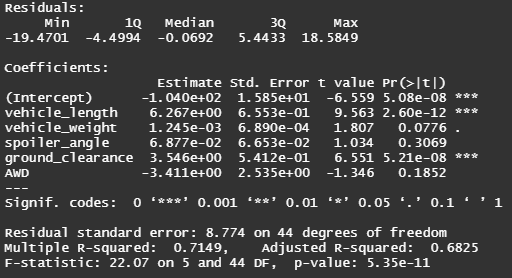 Residuals:
     Min       1Q   Median       3Q      Max
-19.4701  -4.4994  -0.0692   5.4433  18.5849
Coefficients:
                   Estimate Std. Error t value Pr(>|t|)
(Intercept)      -1.040e+02  1.585e+01  -6.559 5.08e-08 ***
vehicle_length    6.267e+00  6.553e-01   9.563 2.60e-12 ***
vehicle_weight    1.245e-03  6.890e-04   1.807   0.0776 .
spoiler_angle     6.877e-02  6.653e-02   1.034   0.3069
ground_clearance  3.546e+00  5.412e-01   6.551 5.21e-08 ***
AWD              -3.411e+00  2.535e+00  -1.346   0.1852
---
Signif. codes:  0 ‘***’ 0.001 ‘**’ 0.01 ‘*’ 0.05 ‘.’ 0.1 ‘ ’ 1
Residual standard error: 8.774 on 44 degrees of freedom
Multiple R-squared:  0.7149,    Adjusted R-squared:  0.6825
F-statistic: 22.07 on 5 and 44 DF,  p-value: 5.35e-11